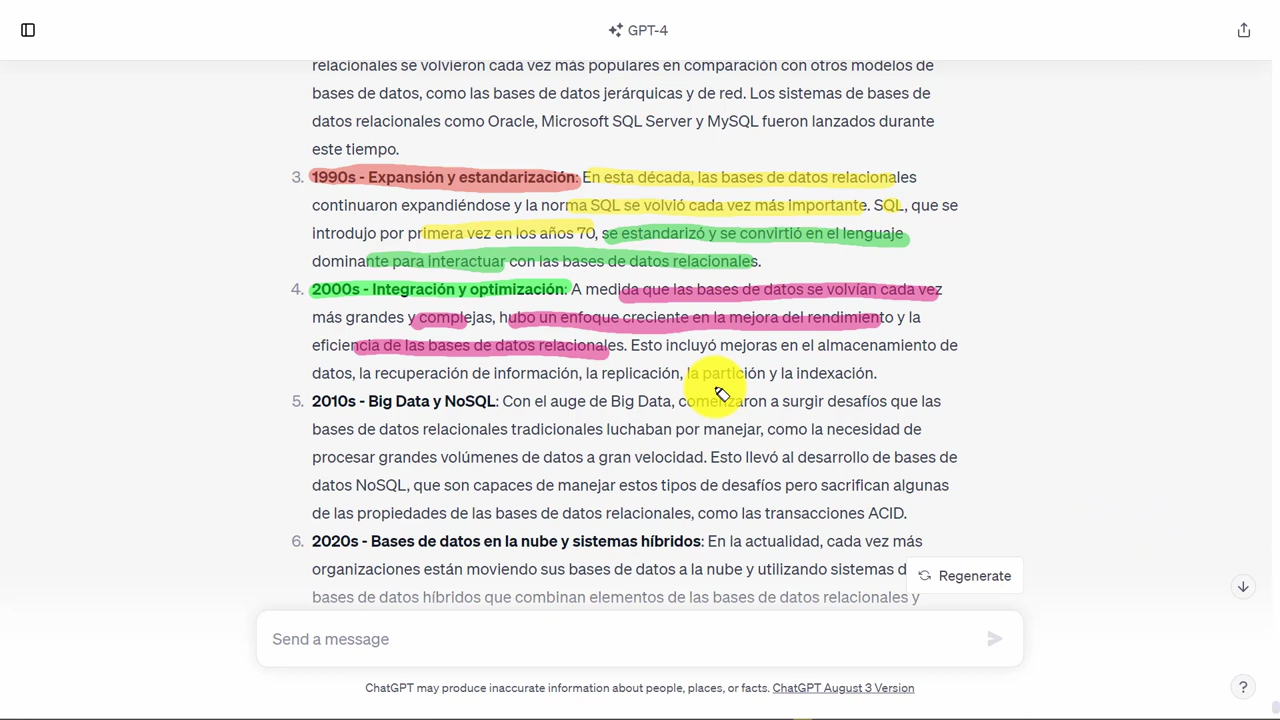 GPT-4
relacionales se volvieron cada vez más populares en comparación con otros modelos de
bases de datos, como las bases de datos jerárquicas y de red. Los sistemas de bases de
datos relacionales como Oracle, Microsoft SQL Server y MySQL fueron lanzados durante
este tiempo.
3. 1990s - Expansión y estandarización: En esta década, las bases de datos relacionales
continuaron expandiéndose y la norma SQL se volvió cada vez más importante. SQL, que se
introdujo por primera vez en los años 70, se estandarizó y se convirtió en el lenguaje
dominante para interactuar con las bases de datos relacionales.
4. 2000s - Integración y optimización: A medida que las bases de datos se volvían cada vez
más grandes y complejas, hubo un enfoque creciente en la mejora del rendimiento y la
eficiencia de las bases de datos relacionales. Esto incluyó mejoras en el almacenamiento de
datos, la recuperación de información, la replicación, la partición y la indexación.
5. 2010s - Big Data y NoSQL: Con el auge de Big Data, comenzaron a surgir desafíos que las
bases de datos relacionales tradicionales luchaban por manejar, como la necesidad de
procesar grandes volúmenes de datos a gran velocidad. Esto llevó al desarrollo de bases de
datos NoSQL, que son capaces de manejar estos tipos de desafíos pero sacrifican algunas
de las propiedades de las bases de datos relacionales, como las transacciones ACID.
6. 2020s - Bases de datos en la nube y sistemas híbridos: En la actualidad, cada vez más
organizaciones están moviendo sus bases de datos a la nube y utilizando sistemas d
Regenerate
bases de datos híbridos que combinan elementos de las bases de datos relacionales y
Send a message
ChatGPT may produce inaccurate information about people, places, or facts. ChatGPT August 3 Version
?